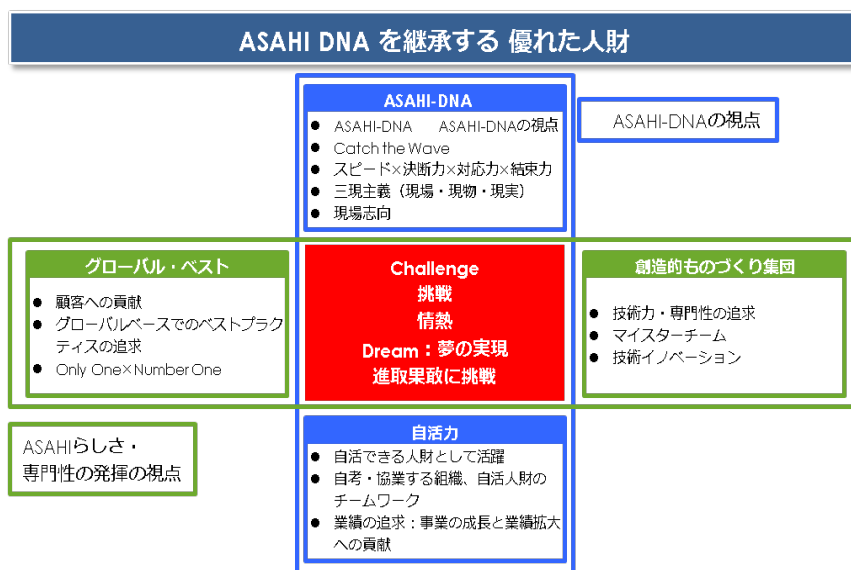 ASAHI DNA を継承する 優れた人財
ASAHI-DNA
● ASAHI-DNA ASAHI-DNAの視点
● Catch the Wave
● スピード×決断力×対応力×結束力
● 三現主義（現場・現物・現実）
● 現場志向
ASAHI-DNAの視点
グローバル・ベスト
● 顧客への貢献
● グローバルベースでのベストプラク
ティスの追求
● Only One×Number One
Challenge
挑戦
情熱
Dream：夢の実現
進取果敢に挑戦
創造的ものづくり集団
● 技術力・専門性の追求
● マイスターチーム
● 技術イノベーション
ASAHIらしさ・
専門性の発揮の視点
自活力
● 自活できる人財として活躍
● 自考・協業する組織、自活人財の
チームワーク
● 業績の追求：事業の成長と業績拡大
への貢献